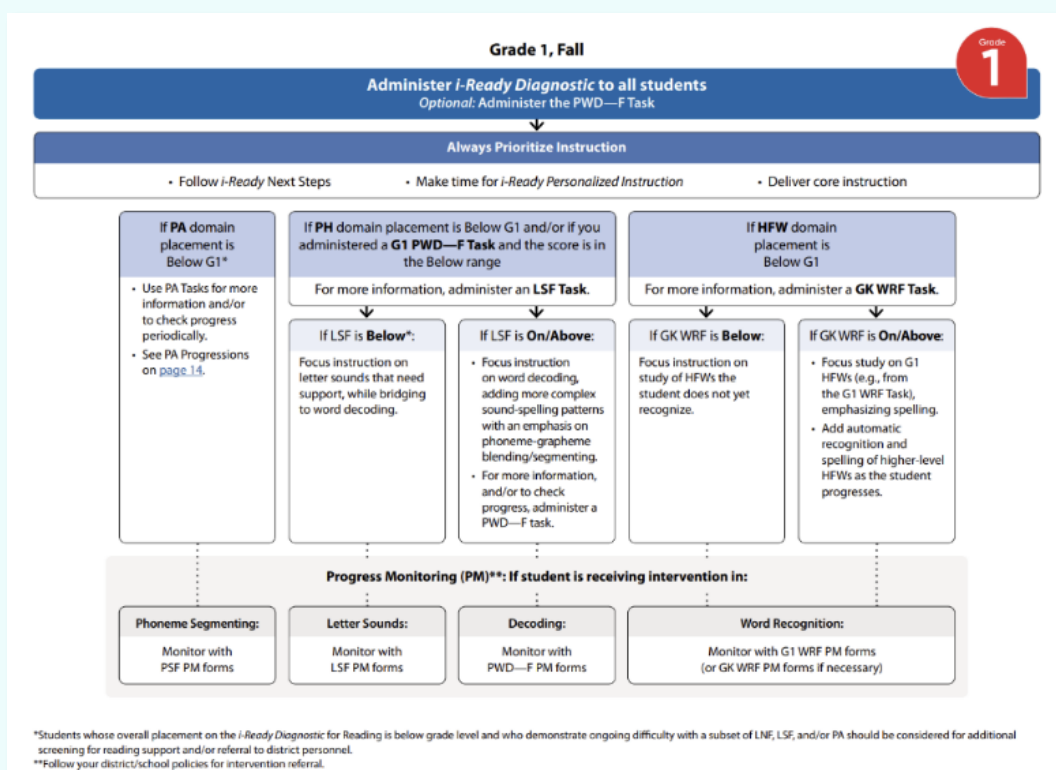 Grade 1, Fall
Grade
1
Administer i-Ready Diagnostic to all students
Optional: Administer the PWD—F Task
Always Prioritize Instruction
• Follow i-Ready Next Steps
• Make time for i-Ready Personalized Instruction
• Deliver core instruction
If PA domain
placement is
Below G1*
• Use PA Tasks for more
information and/or
to check progress
periodically.
• See PA Progressions
on page 14.
If PH domain placement is Below G1 and/or if you
administered a G1 PWD—F Task and the score is in
the Below range
For more information, administer an LSF Task.
If LSF is Below*:
Focus instruction on
letter sounds that need
support, while bridging
to word decoding.
If LSF is On/Above:
• Focus instruction
on word decoding,
adding more complex
sound-spelling patterns
with an emphasis on
phoneme-grapheme
blending/segmenting.
• For more information,
and/or to check
progress, administer a
PWD—F task.
If HFW domain
placement is
Below G1
For more information, administer a GK WRF Task.
If GK WRF is Below:
Focus instruction on
study of HFWs the
student does not yet
recognize.
If GK WRF is On/Above:
• Focus study on G1
HFWs (e.g., from
the G1 WRF Task),
emphasizing spelling.
• Add automatic
recognition and
spelling of higher-level
HFWs as the student
progresses.
Progress Monitoring (PM)**: If student is receiving intervention in:
Phoneme Segmenting:
Monitor with
PSF PM forms
Letter Sounds:
Monitor with
LSF PM forms
Decoding:
Monitor with
PWD—F PM forms
Word Recognition:
Monitor with G1 WRF PM forms
(or GK WRF PM forms if necessary)
*Students whose overall placement on the i-Ready Diagnostic for Reading is below grade level and who demonstrate ongoing difficulty with a subset of LNF, LSF, and/or PA should be considered for additional
screening for reading support and/or referral to district personnel.
**Follow your district/school policies for intervention referral.